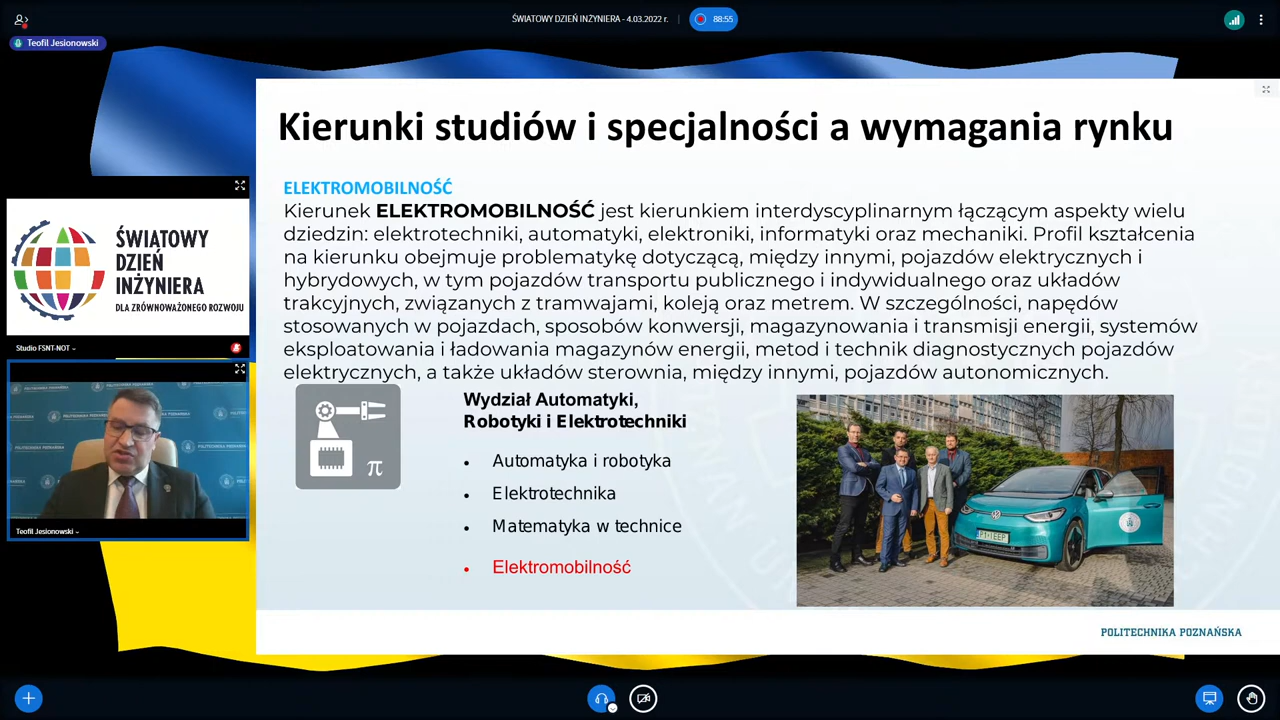 ŚWIATOWY DZIEŃ INŻYNIERA - 4.03.2022 r.
88:55
Teofil Jesionowski
Kierunki studiów i specjalności a wymagania rynku
ELEKTROMOBILNOŚĆ
Kierunek ELEKTROMOBILNOŚĆ jest kierunkiem interdyscyplinarnym łączącym aspekty wielu
dziedzin: elektrotechniki, automatyki, elektroniki, informatyki oraz mechaniki. Profil kształcenia
na kierunku obejmuje problematykę dotyczącą, między innymi, pojazdów elektrycznych i
hybrydowych, w tym pojazdów transportu publicznego i indywidualnego oraz układów
trakcyjnych, związanych z tramwajami, koleją oraz metrem. W szczególności, napędów
stosowanych w pojazdach, sposobów konwersji, magazynowania i transmisji energii, systemów
eksploatowania i ładowania magazynów energii, metod i technik diagnostycznych pojazdów
elektrycznych, a także układów sterownia, między innymi, pojazdów autonomicznych.
ŚWIATOWY
DZIEŃ
INŻYNIERA
DLA ZRÓWNOWAŻONEGO ROZWOJU
Studio FSNT-NOT
POLITECHNIKA POZNAŃSKA
Teofil Jesionowski
π
Wydział Automatyki,
Robotyki i Elektrotechniki
• Automatyka i robotyka
• Elektrotechnika
• Matematyka w technice
• Elektromobilność
P1 TEEP
POLITECHNIKA POZNAŃSKA